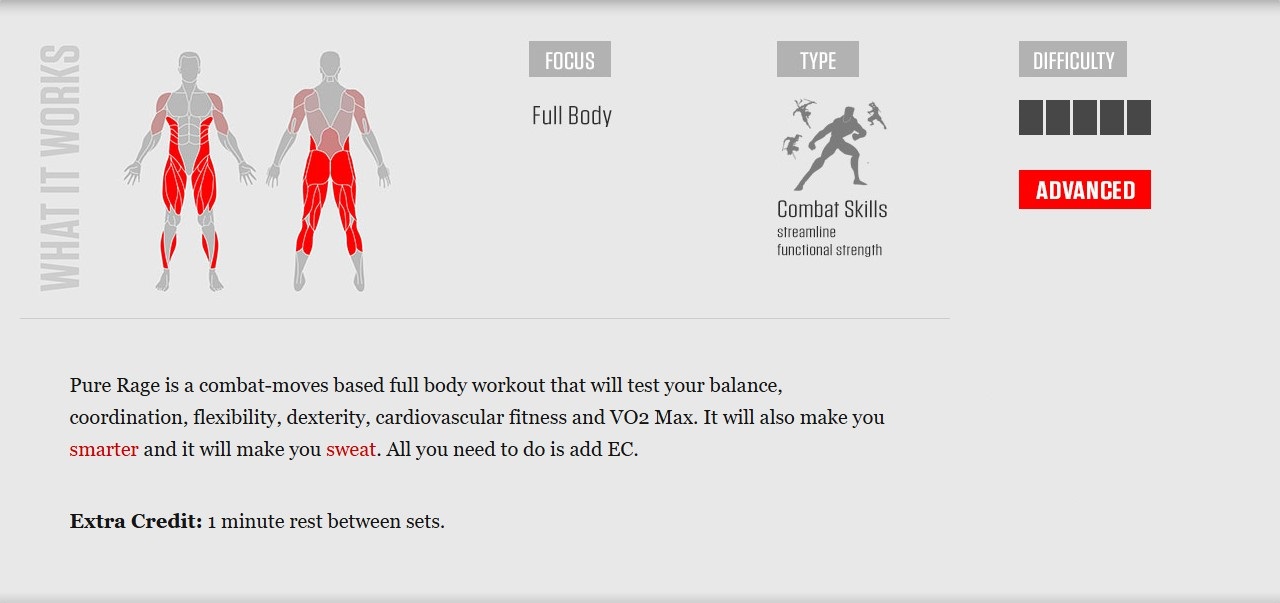 WHAT IT WORKS
FOCUS
Full Body
TYPE
Combat Skills
streamline
functional strength
DIFFICULTY
ADVANCED
Pure Rage is a combat-moves based full body workout that will test your balance,
coordination, flexibility, dexterity, cardiovascular fitness and VO2 Max. It will also make you
smarter and it will make you sweat. All you need to do is add EC.
Extra Credit: 1 minute rest between sets.